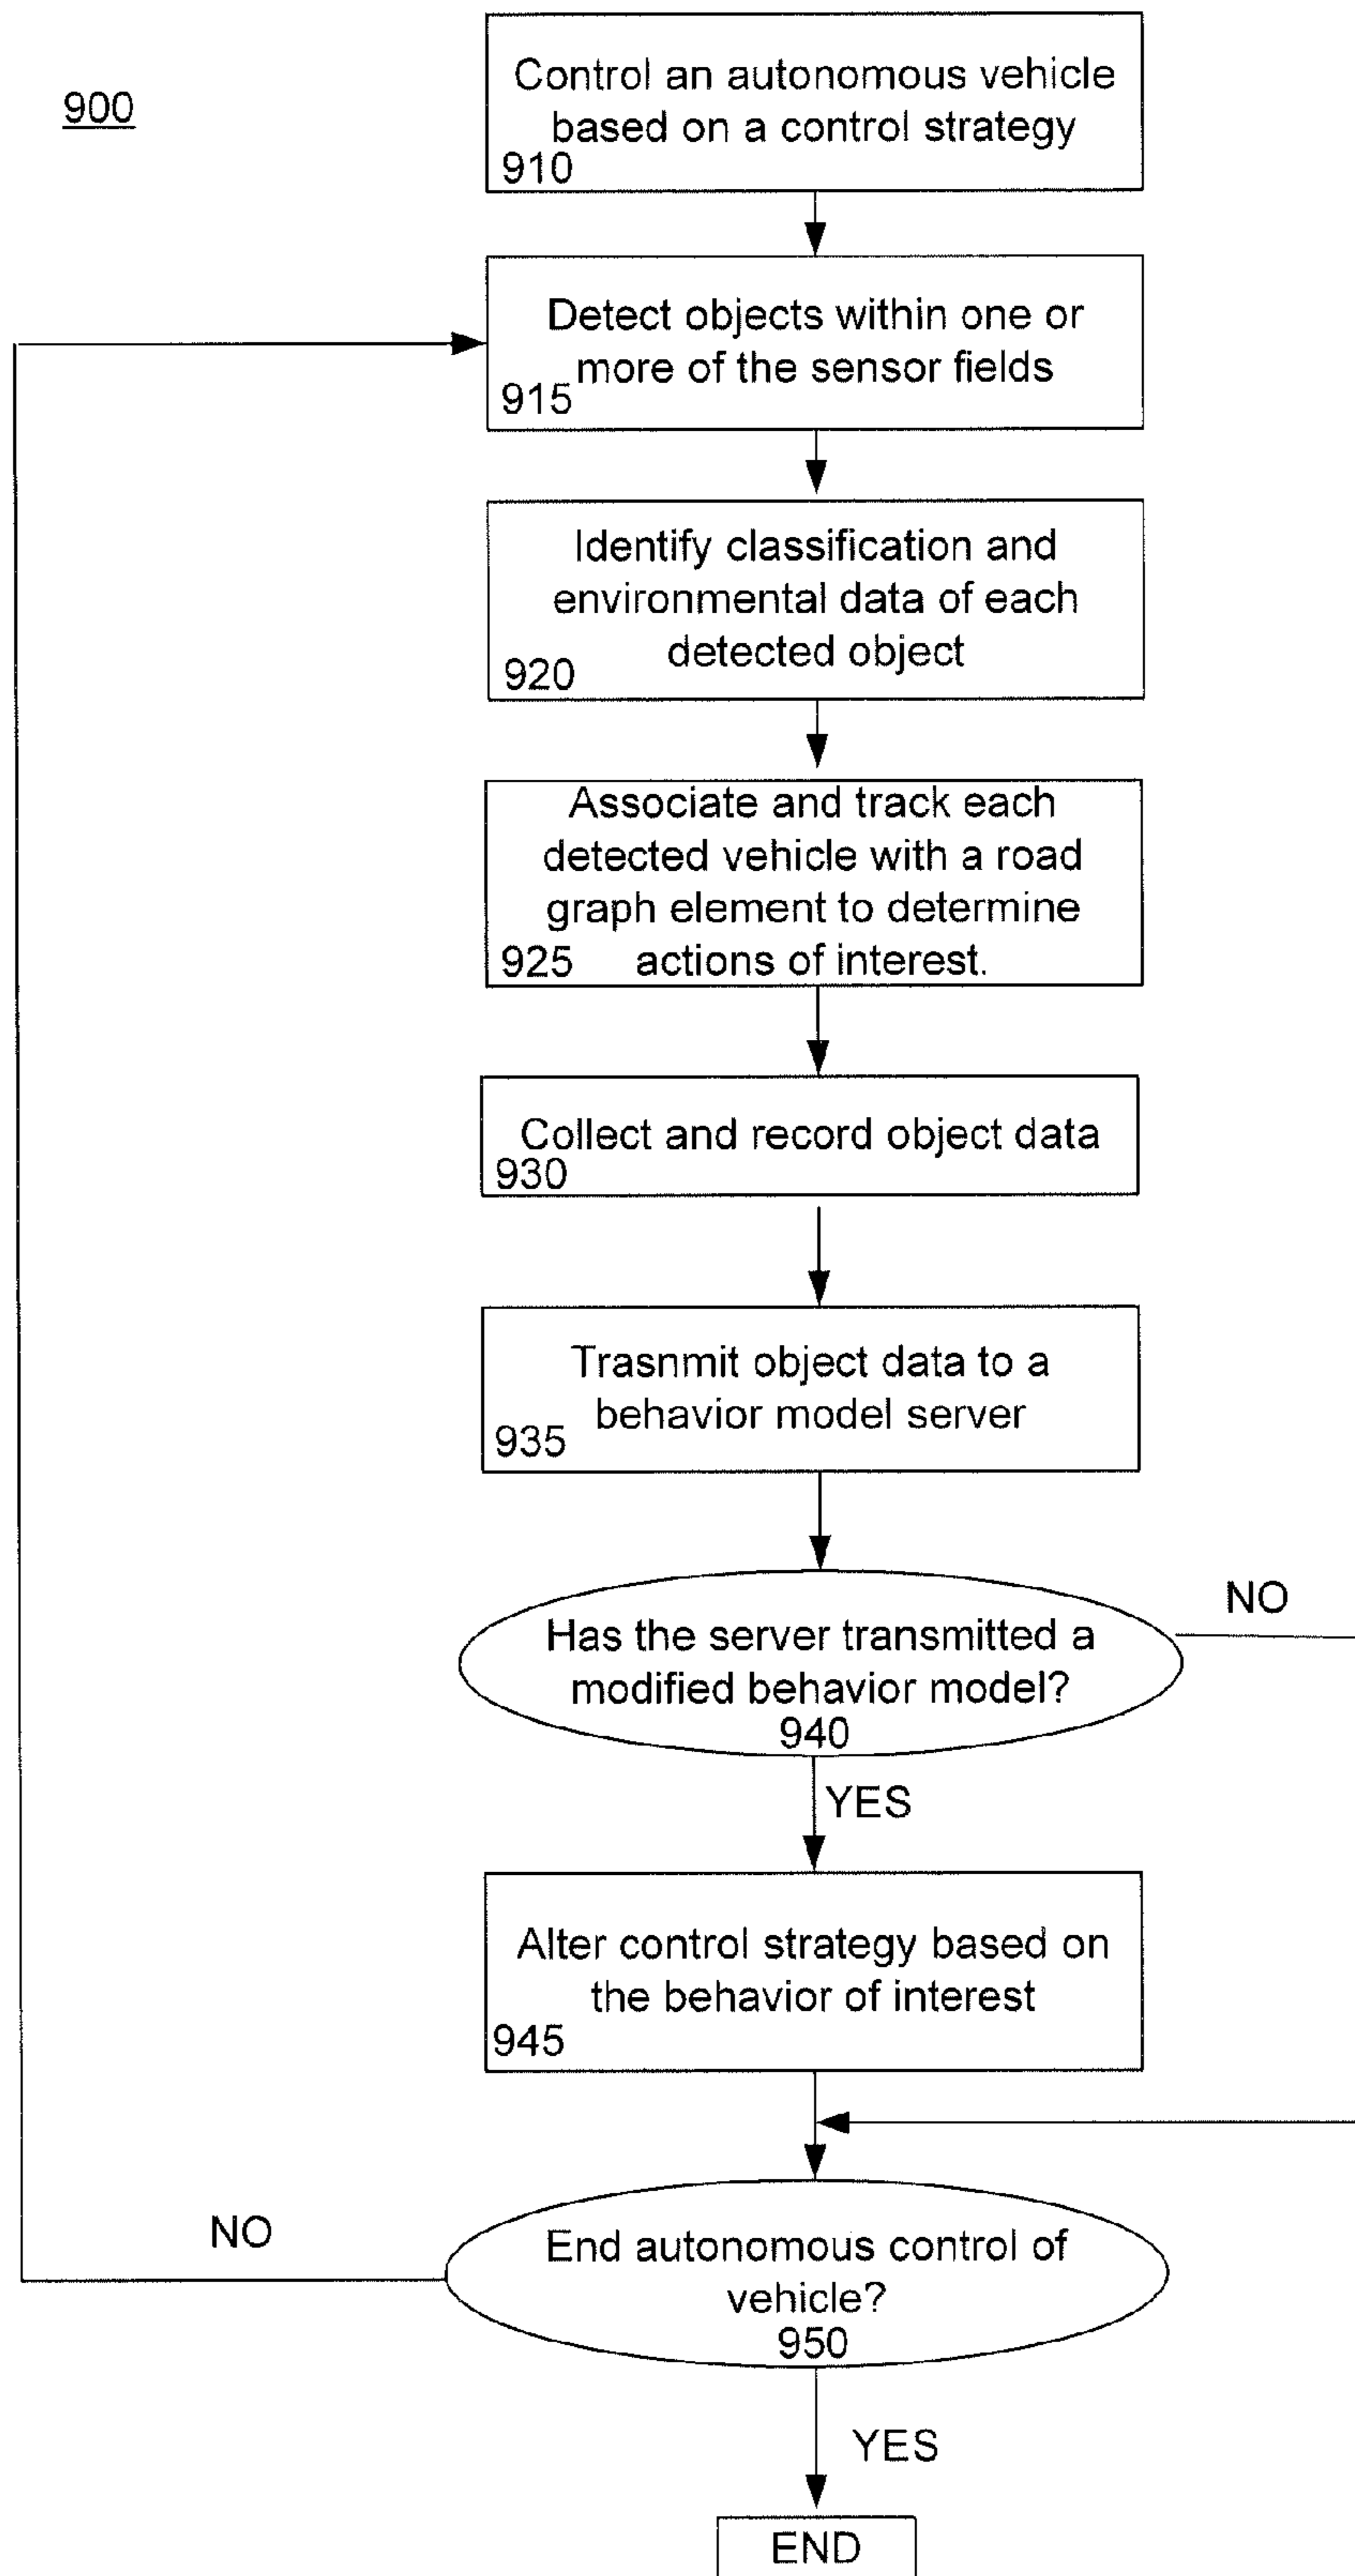 900
Control an autonomous vehicle
based on a control strategy
910
Detect objects within one or
more of the sensor fields
915
Identify classification and
environmental data of each
detected object
920
Associate and track each
detected vehicle with a road
graph element to determine
925 actions of interest.
Collect and record object data
930
Trasnmit object data to a
behavior model server
935
NO
Has the server transmitted a
modified behavior model?
940
YES
Alter control strategy based on
the behavior of interest
945
NO
End autonomous control of
vehicle?
950
YES
END